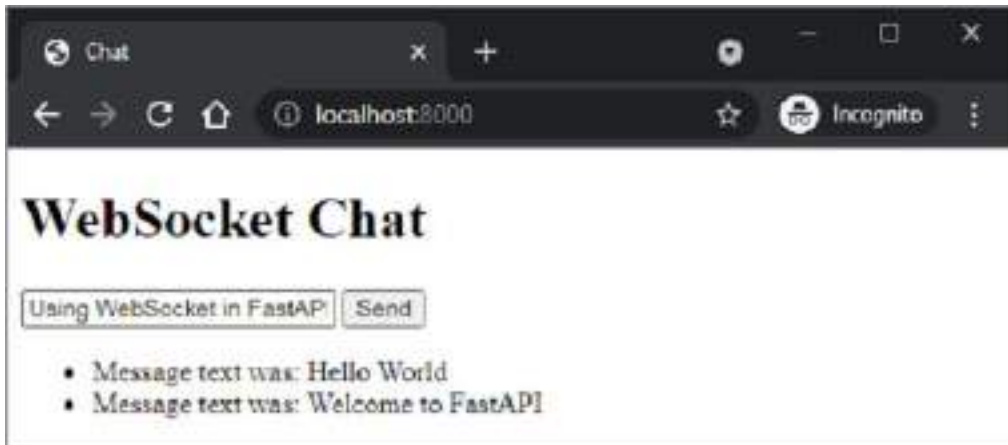 Chat
localhost:8000
Incognito
WebSocket Chat
Using WebSocket in FastAP Send
Message text was: Hello World
Message text was: Welcome to FastAPI